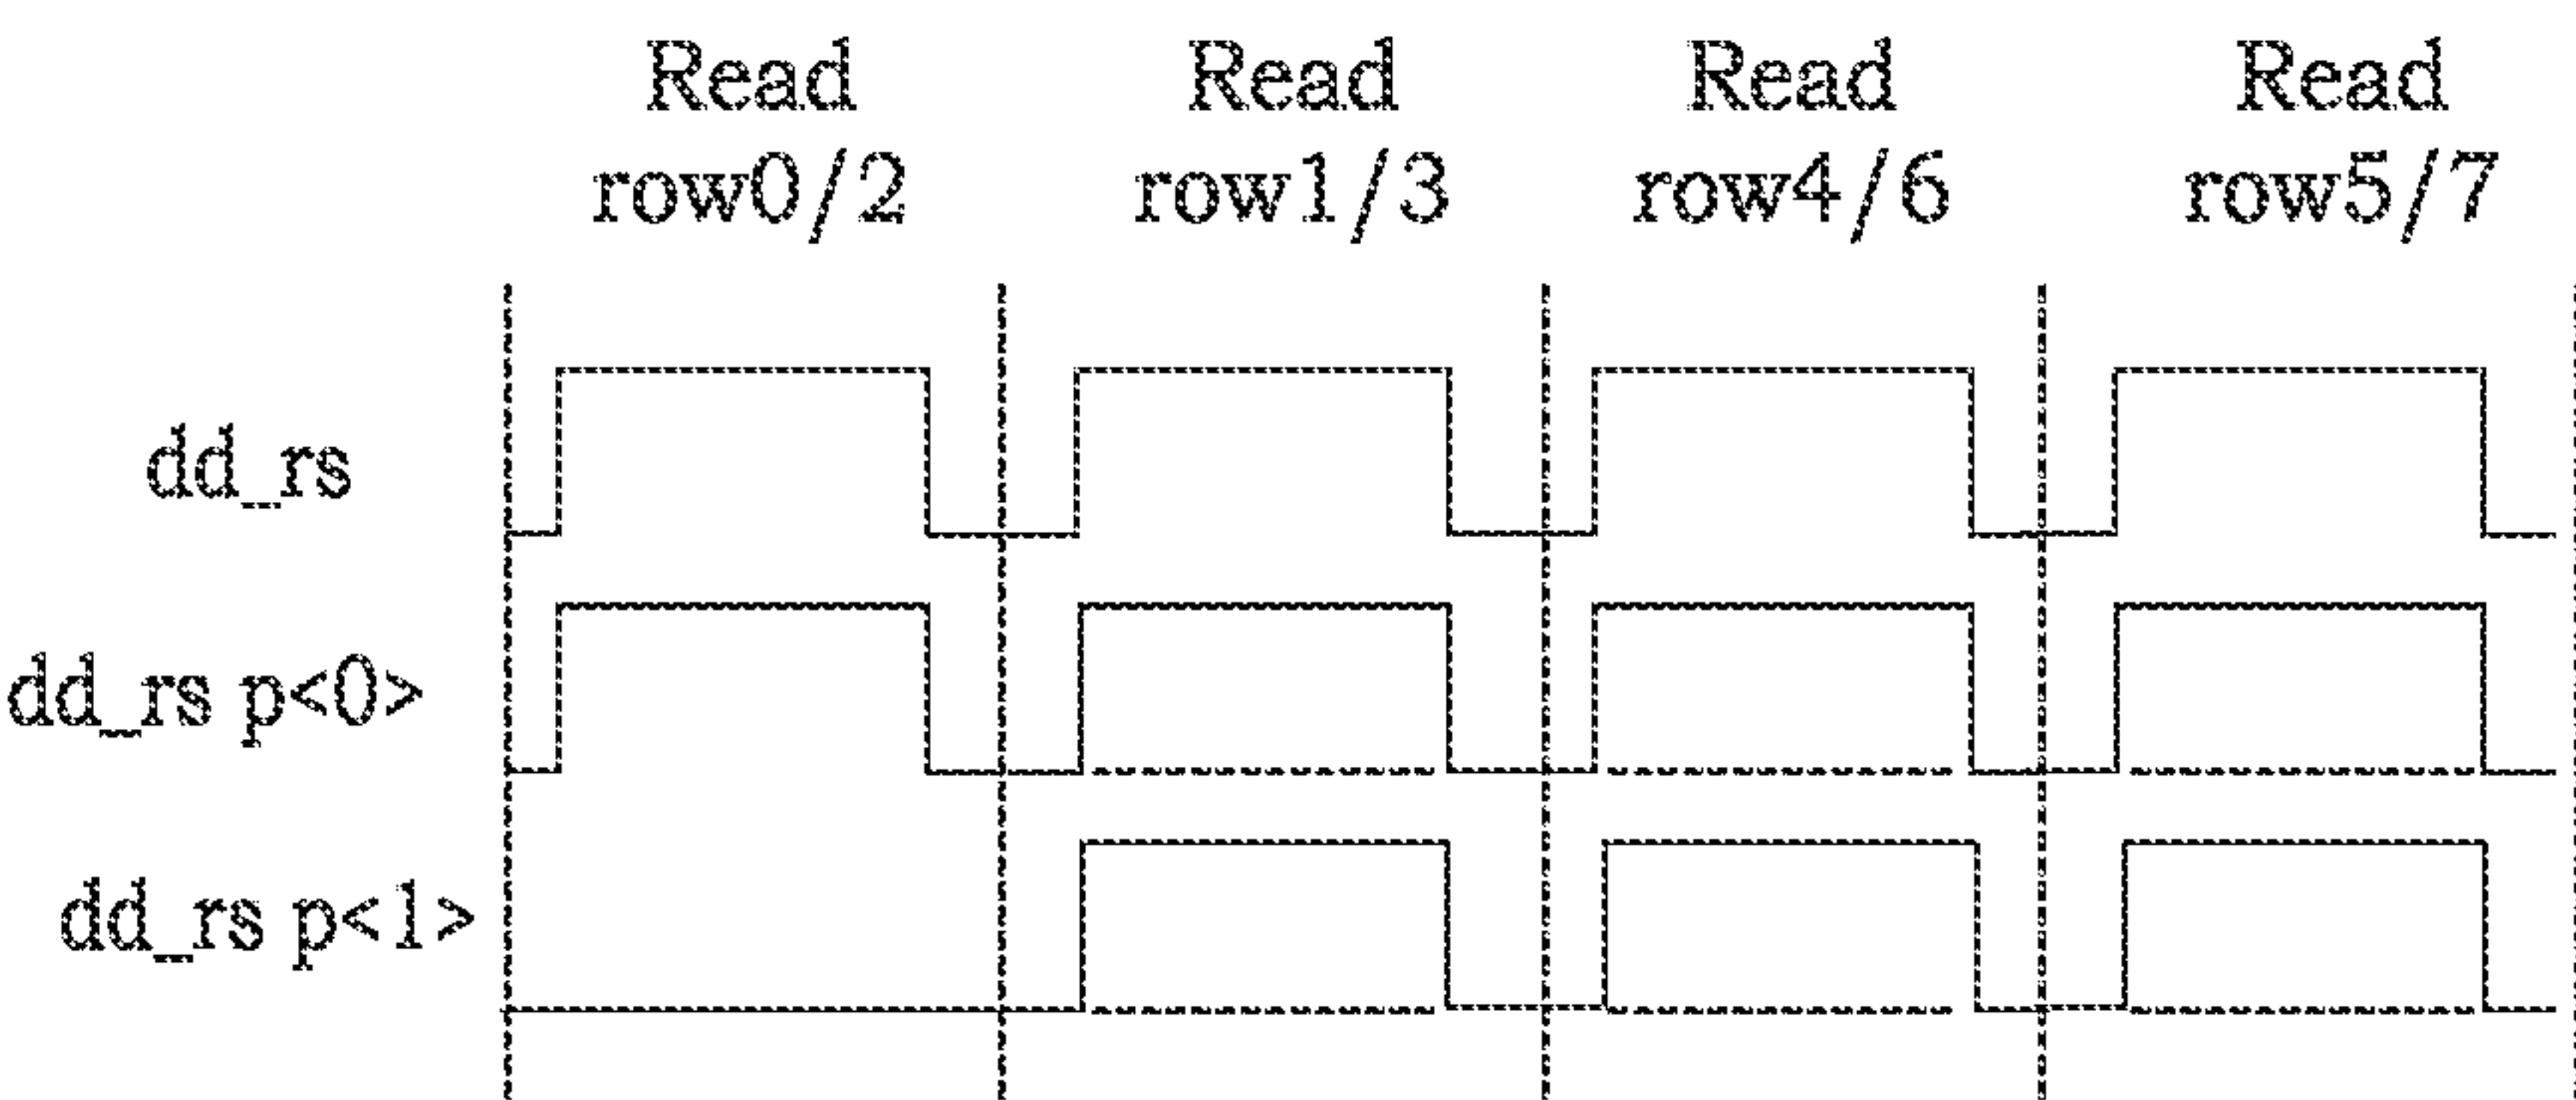 Read Read Read Read
row0/2 row1/3 row4/6 row5/7
dd_rs
dd_rs p<0>
dd_rs p<1>